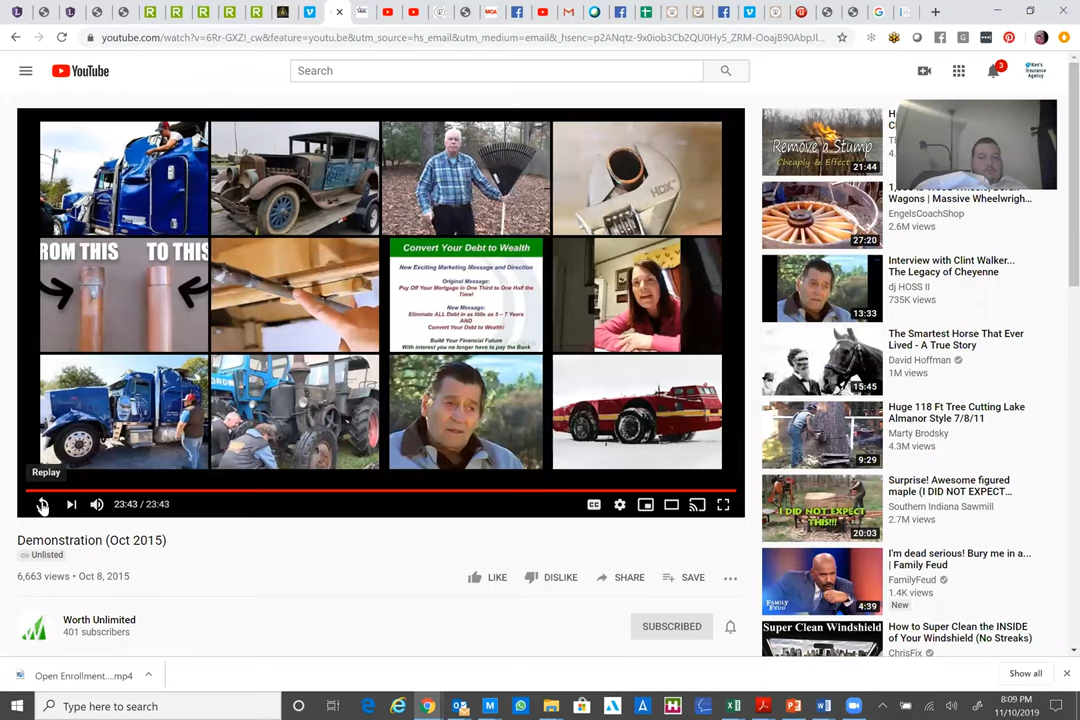 youtube.com/watch?v=6Rr-GXZI_cw&feature=youtu.be&utm_source=hs_email&utm_medium=email&_hsenc=p2ANqtz-9x0iob3Cb2QU0Hy5_ZRM-OoajB90AbpJl...
YouTube
Search
3
Ken's
Insurance
Agency
FROM THIS TO THIS
HDX
Convert Your Debt to Wealth
New Exciting Marketing Message and Direction
Original Message:
Pay Off Your Mortgage in One Third to One Half the
Time!
New Message:
Eliminate ALL Debt in as little as 5 – 7 Years
AND
Convert Your Debt to Wealth!
Build Your Financial Future
With interest you no longer have to pay the Bank
Replay
23:43 / 23:43
CC
Demonstration (Oct 2015)
Unlisted
6,663 views • Oct 8, 2015
LIKE
DISLIKE
SHARE
SAVE
Worth Unlimited
401 subscribers
SUBSCRIBED
Remove a Stump
Cheaply & Effect
21:44
Wagons | Massive Wheelwrigh...
EngelsCoachShop
2.6M views
27:20
Interview with Clint Walker...
The Legacy of Cheyenne
dj HOSS II
735K views
13:33
The Smartest Horse That Ever
Lived - A True Story
David Hoffman
1M views
15:45
Huge 118 Ft Tree Cutting Lake
Almanor Style 7/8/11
Marty Brodsky
4.3M views
9:29
Surprise! Awesome figured
maple (I DID NOT EXPECT...
Southern Indiana Sawmill
2.7M views
I DID NOT EXPECT
THIS!!!
20:03
I'm dead serious! Bury me in a...
| Family Feud
FamilyFeud
1.4K views
New
FAMILY
FEUD
4:39
How to Super Clean the INSIDE
of Your Windshield (No Streaks)
ChrisFix
Super Clean Windshield
Open Enrollment....mp4
Show all
Type here to search
8:09 PM
11/10/2019